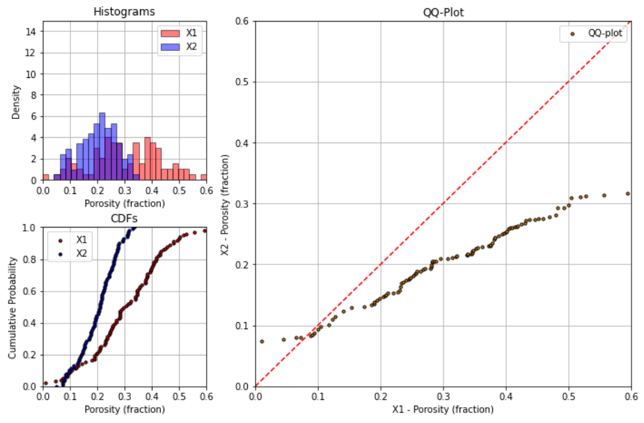 Histograms
Density
14
12
10
8
6
4
2
0
X1
X2
0.0 0.1 0.2 0.3 0.4 0.5 0.6
Porosity (fraction)
CDFs
Cumulative Probability
1.0
0.8
0.6
0.4
0.2
0.0
X1
X2
0.0 0.1 0.2 0.3 0.4 0.5 0.6
Porosity (fraction)
QQ-Plot
X2 - Porosity (fraction)
0.6
0.5
0.4
0.3
0.2
0.1
0.0
QQ-plot
0.0 0.1 0.2 0.3 0.4 0.5 0.6
X1 - Porosity (fraction)